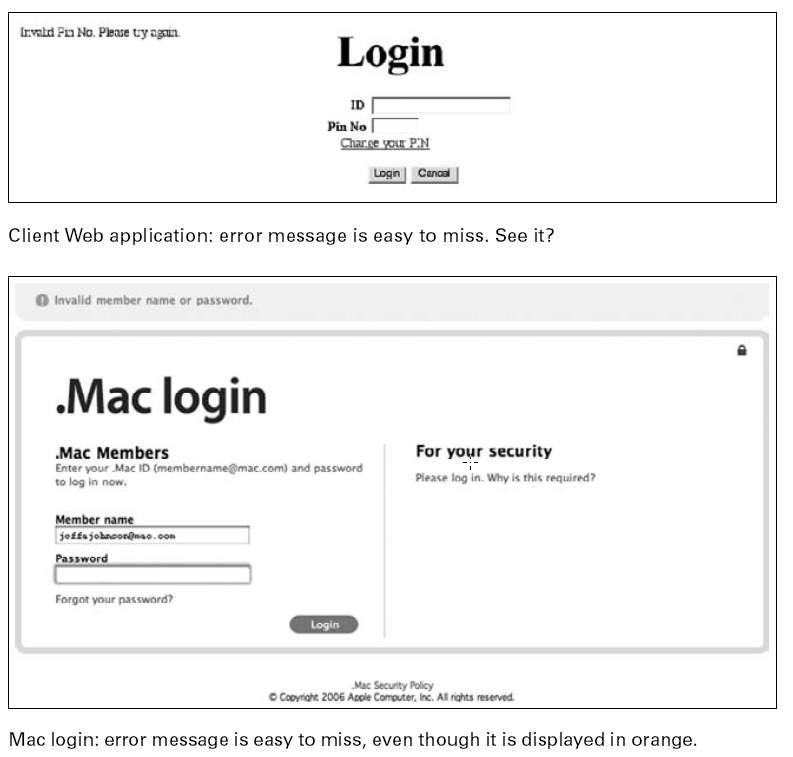 Invalid Pin No. Please try again.
Login
ID
Pin No
Change your PIN
Login Cancel
Client Web application: error message is easy to miss. See it?
Invalid member name or password.
.Mac login
.Mac Members
Enter your .Mac ID (membername@mac.com) and password
to log in now.
For your security
Please log in. Why is this required?
Member name
jeffajohnson@mac.com
Password
Forgot your password?
Login
.Mac Security Policy
© Copyright 2006 Apple Computer, Inc. All rights reserved.
Mac login: error message is easy to miss, even though it is displayed in orange.